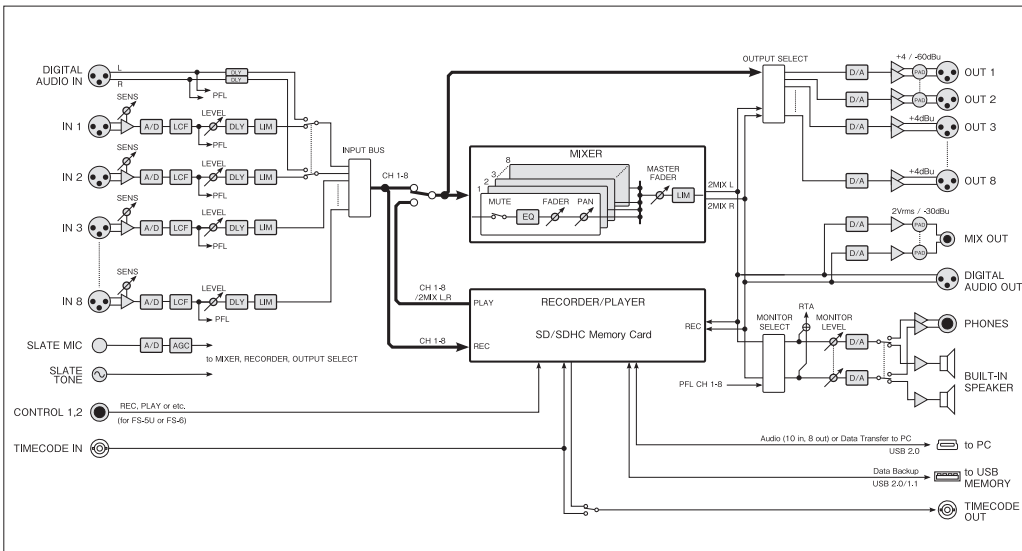 DIGITAL
AUDIO IN
L
R
DLY
DLY
PFL
SENS
IN 1
A/D
LCF
LEVEL
DLY
LIM
PFL
SENS
IN 2
A/D
LCF
LEVEL
DLY
LIM
PFL
SENS
IN 3
A/D
LCF
LEVEL
DLY
LIM
PFL
SENS
IN 8
A/D
LCF
LEVEL
DLY
LIM
PFL
SLATE MIC
A/D
AGC
to MIXER, RECORDER, OUTPUT SELECT
SLATE
TONE
CONTROL 1,2
REC, PLAY or etc.
(for FS-5U or FS-6)
TIMECODE IN
INPUT BUS
CH 1-8
CH 1-8
/2MIX L,R
CH 1-8
MIXER
8
3
2
1
MUTE
EQ
FADER
PAN
MASTER
FADER
LIM
2MIX L
2MIX R
RECORDER/PLAYER
PLAY
SD/SDHC Memory Card
REC
REC
OUTPUT SELECT
D/A
+4 / -60dBu
PAD
OUT 1
D/A
PAD
OUT 2
D/A
+4dBu
OUT 3
D/A
+4dBu
OUT 8
D/A
2Vrms / -30dBu
PAD
MIX OUT
D/A
PAD
DIGITAL
AUDIO OUT
MONITOR
SELECT
RTA
MONITOR
LEVEL
D/A
D/A
PHONES
BUILT-IN
SPEAKER
PFL CH 1-8
Audio (10 in, 8 out) or Data Transfer to PC
USB 2.0
to PC
Data Backup
USB 2.0/1.1
to USB
MEMORY
TIMECODE
OUT